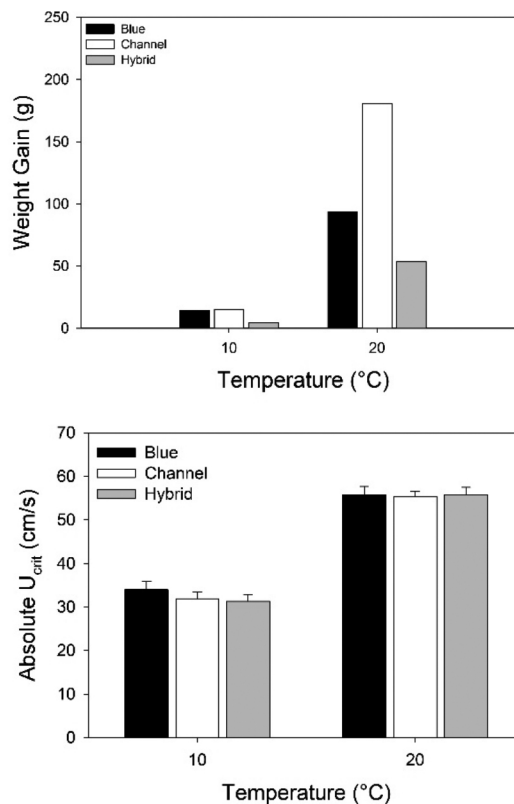 250
200
150
100
50
0
Weight Gain (g)
Blue
Channel
Hybrid
10
20
Temperature (°C)
70
60
50
40
30
20
10
0
Absolute Ucrit (cm/s)
Blue
Channel
Hybrid
10
20
Temperature (°C)